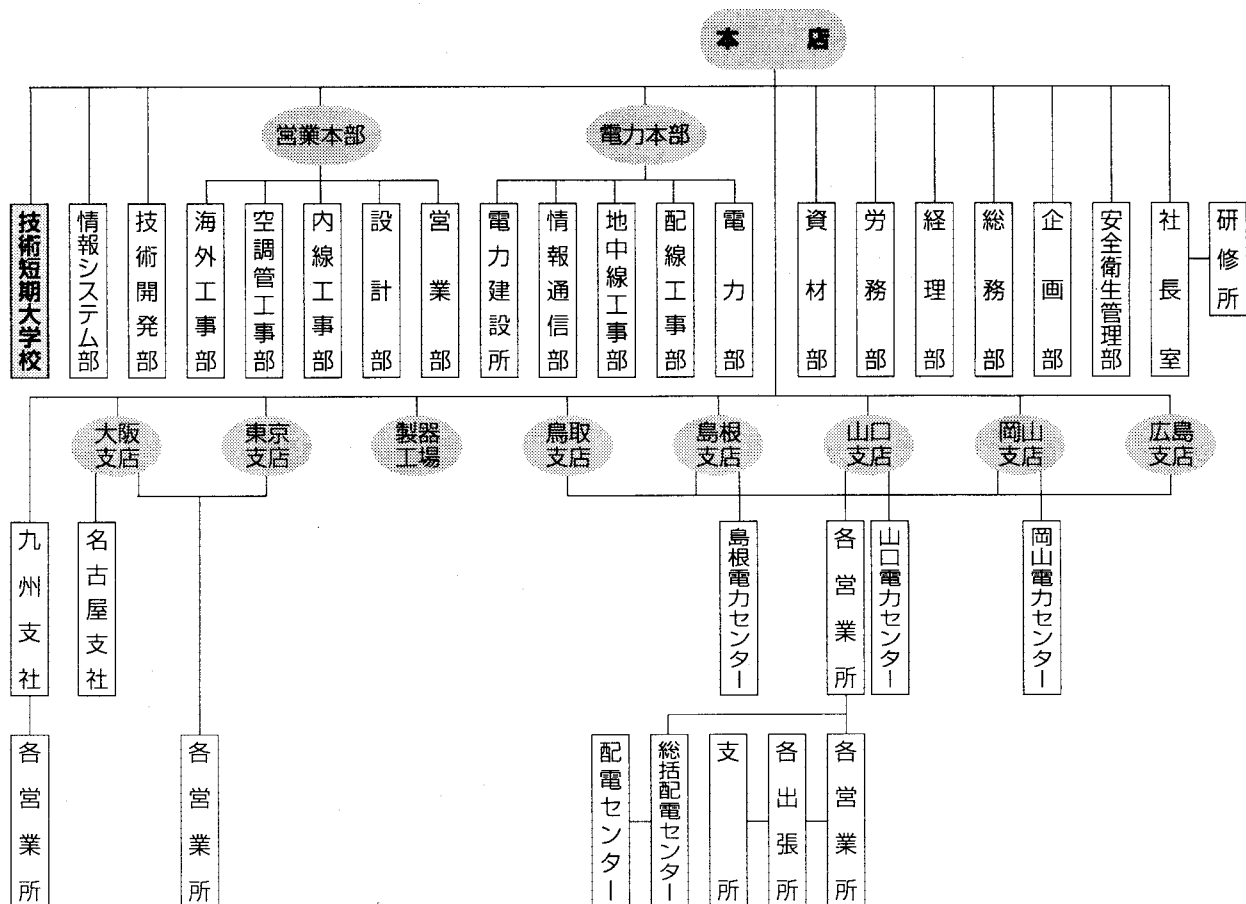 本店
営業本部
電力本部
技術短期大学校
情報システム部
技術開発部
海外工事部
空調管工事部
内線工事部
設計部
営業部
電力建設所
情報通信部
地中線工事部
配線工事部
電力部
資材部
労務部
経理部
総務部
企画部
安全衛生管理部
社長室
研修所
大阪
支店
東京
支店
製器
工場
鳥取
支店
島根
支店
山口
支店
岡山
支店
広島
支店
九州支社
名古屋支社
島根電力センター
各営業所
山口電力センター
岡山電力センター
各営業所
各営業所
配電センター
総括配電センター
支所
各出張所
各営業所